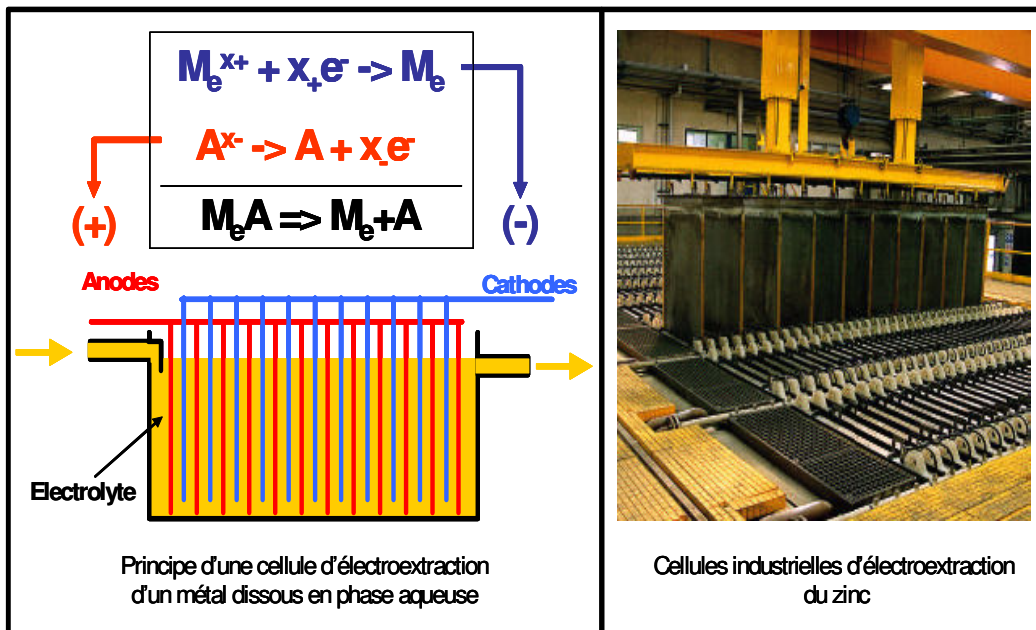 Meˣ⁺ + x₊e⁻ -> Me
Aˣ⁻ -> A + x₋e⁻
MeA => Me+A
(+)
(-)
Anodes
Cathodes
Electrolyte
Principe d'une cellule d'électroextraction
d'un métal dissous en phase aqueuse
Cellules industrielles d'électroextraction
du zinc